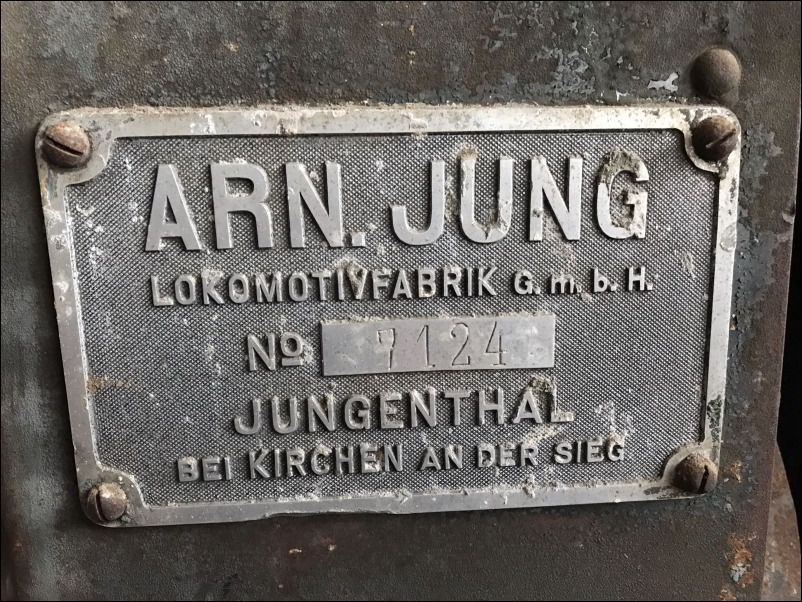 ARN. JUNG
LOKOMOTIVFABRIK G. m. b. H.
No 7124
JUNGENTHAL
BEI KIRCHEN AN DER SIEG